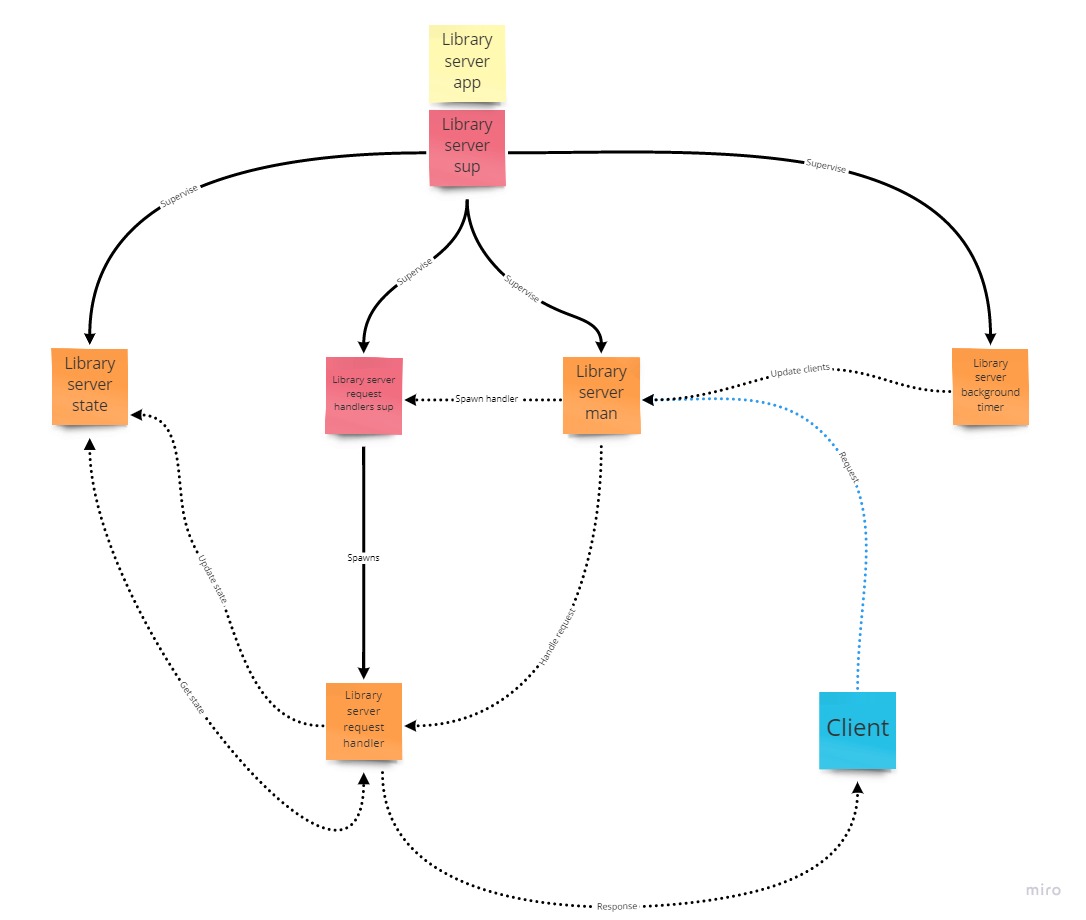 Library
server
app
Library
server
sup
Supervise
Supervise
Supervise
Supervise
Library
server
state
Library server
request
handlers sup
Library
server
man
Library
server
background
timer
Spawn handler
Update clients
Request
Spawns
Update state
Handle request
Get state
Library
server
request
handler
Client
Response
miro